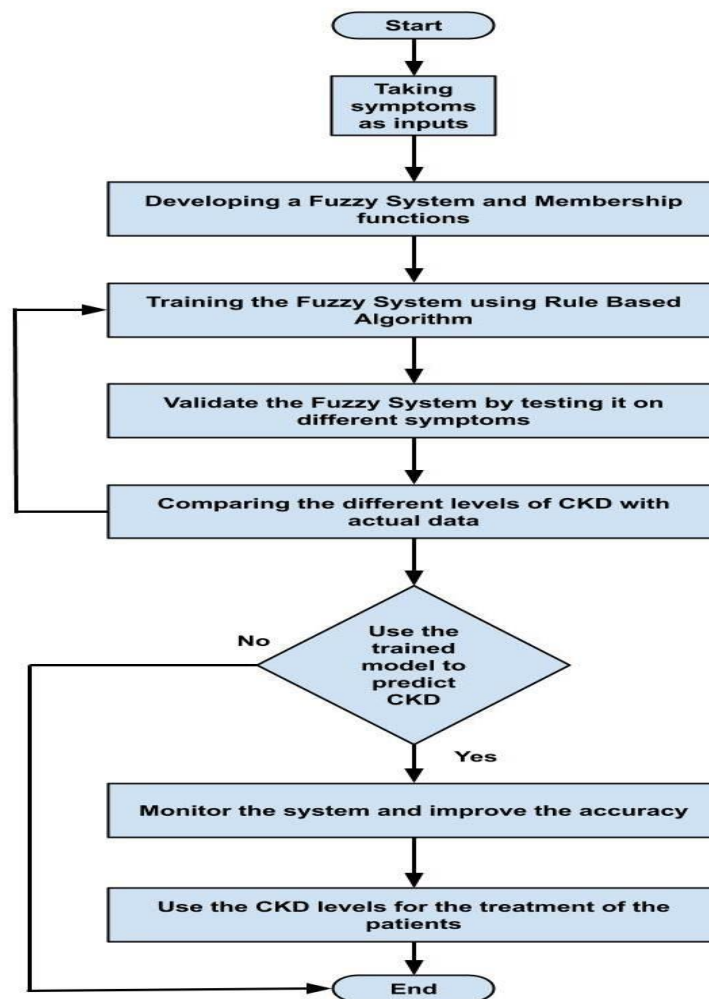 Start
Taking
symptoms
as inputs
Developing a Fuzzy System and Membership
functions
Training the Fuzzy System using Rule Based
Algorithm
Validate the Fuzzy System by testing it on
different symptoms
Comparing the different levels of CKD with
actual data
Use the
trained
model to
predict
CKD
No
Yes
Monitor the system and improve the accuracy
Use the CKD levels for the treatment of the
patients
End